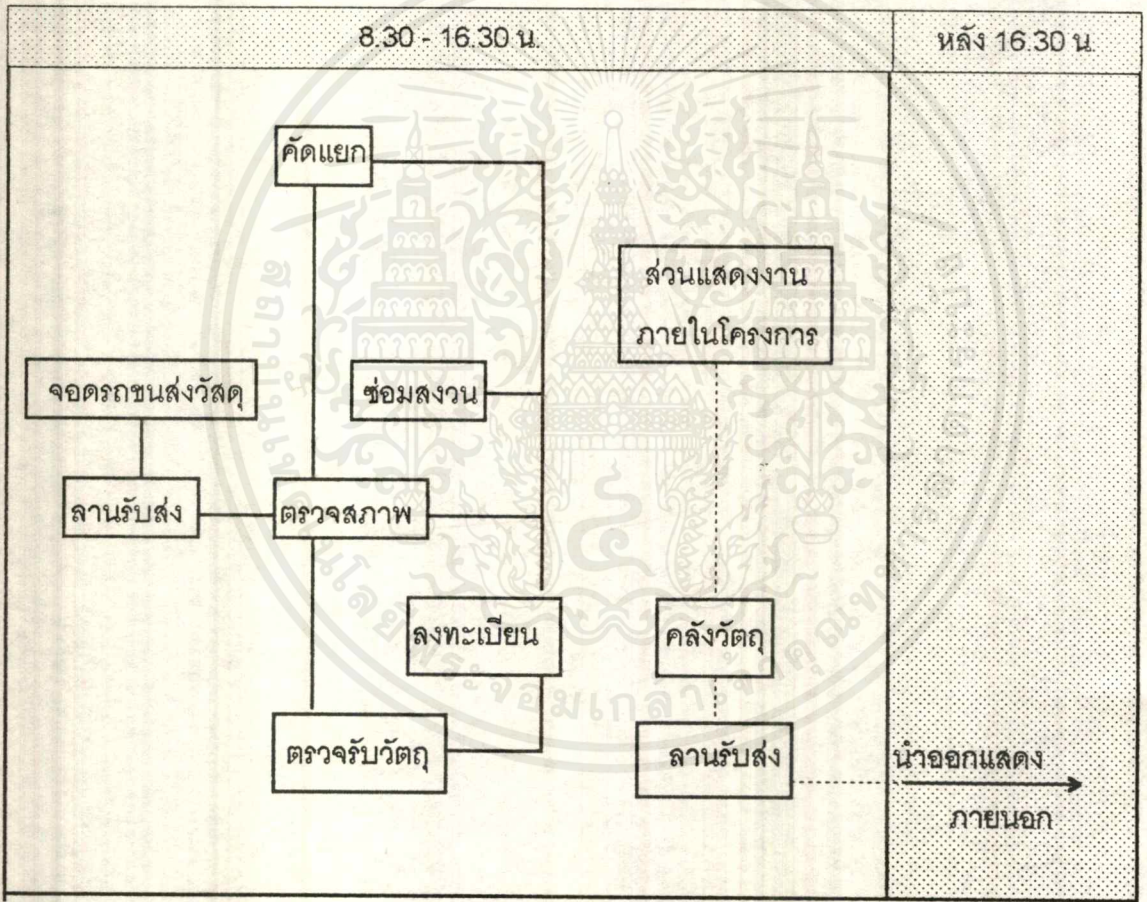 8.30 - 16.30 น.
หลัง 16.30 น.
คัดแยก
ส่วนแสดงงาน
ภายในโครงการ
จอดรถขนส่งวัสดุ
ซ่อมสงวน
ลานรับส่ง
ตรวจสภาพ
ลงทะเบียน
คลังวัตถุ
ตรวจรับวัตถุ
ลานรับส่ง
นำออกแสดง
ภายนอก